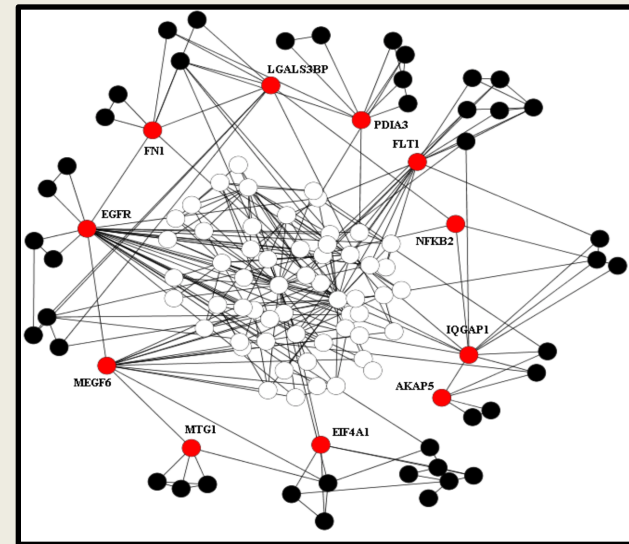 LGALS3BP
PDIA3
FLT1
FN1
EGFR
NFKB2
IQGAP1
MEGF6
AKAP5
MTG1
EIF4A1